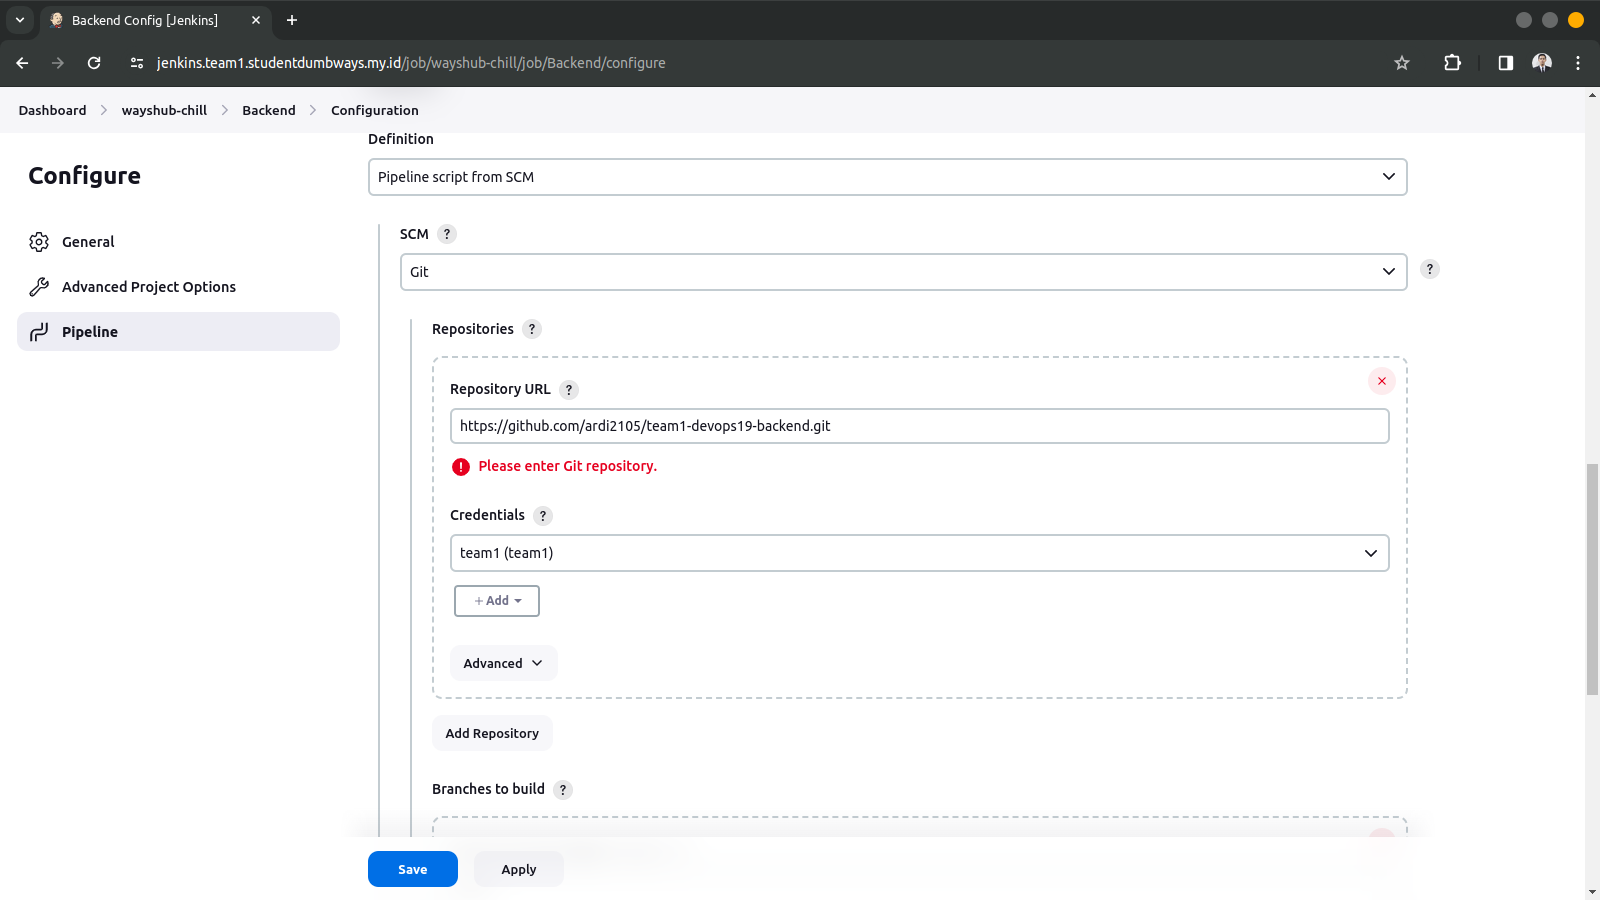 Backend Config [Jenkins]
jenkins.team1.studentdumbways.my.id/job/wayshub-chill/job/Backend/configure
Dashboard > wayshub-chill > Backend > Configuration
Configure
General
Advanced Project Options
Pipeline
Definition
Pipeline script from SCM
SCM ?
Git
?
Repositories ?
Repository URL ?
https://github.com/ardi2105/team1-devops19-backend.git
Please enter Git repository.
Credentials ?
team1 (team1)
+ Add
Advanced
Add Repository
Branches to build ?
Save
Apply